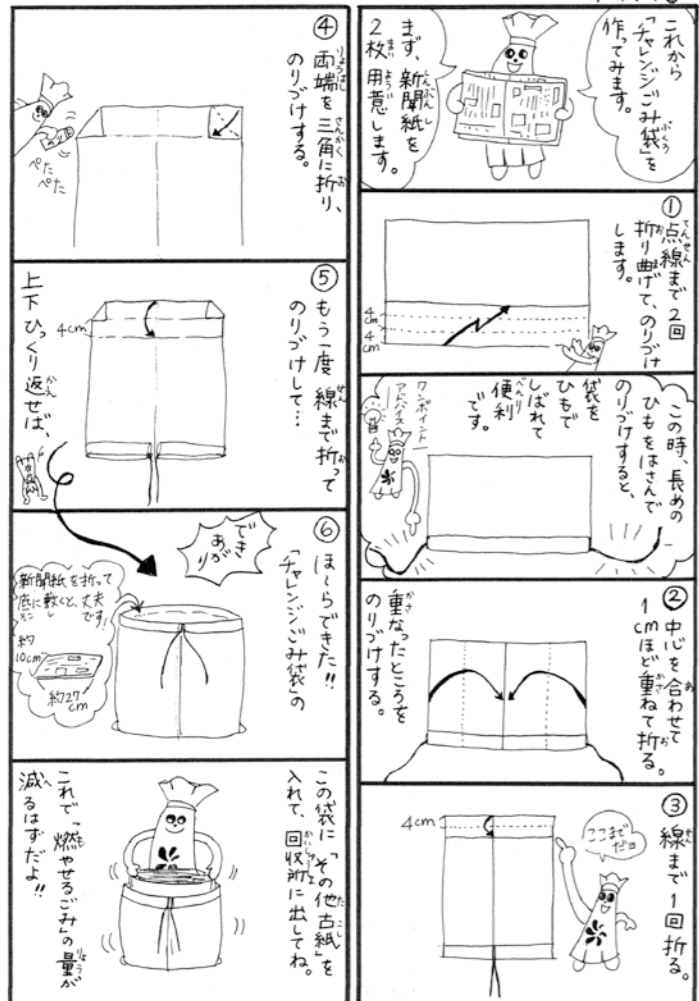 これから
「チャレンジごみ袋」を
作ってみます。
まず、新聞紙を
2枚用意します。
① 点線まで2回
折り曲げて、のりづけ
します。
4cm
4cm
この時、長めの
ひもをはさんで
のりづけすると、
袋を
ひもで
しばれて
便利
です。
ワンポイント
アドバイス
② 中心を合わせて
1cmほど重ねて折る。
重なったところを
のりづけする。
③ 線まで1回折る。
ここまで
だョ
4cm
④ 両端を三角に折り、
のりづけする。
ぺた
ぺた
⑤ もう一度線まで折って
のりづけして…
4cm
上下ひっくり返せば、
⑥ ほ〜らできた!!
「チャレンジごみ袋」の
でき
あ
がり
新聞紙を折って
底に敷くと、丈夫
です!
約
10cm
約27
cm
この袋に「その他古紙」を
入れて、回収所に出してね。
これで「燃やせるごみ」の量が
減るはずだよ!!